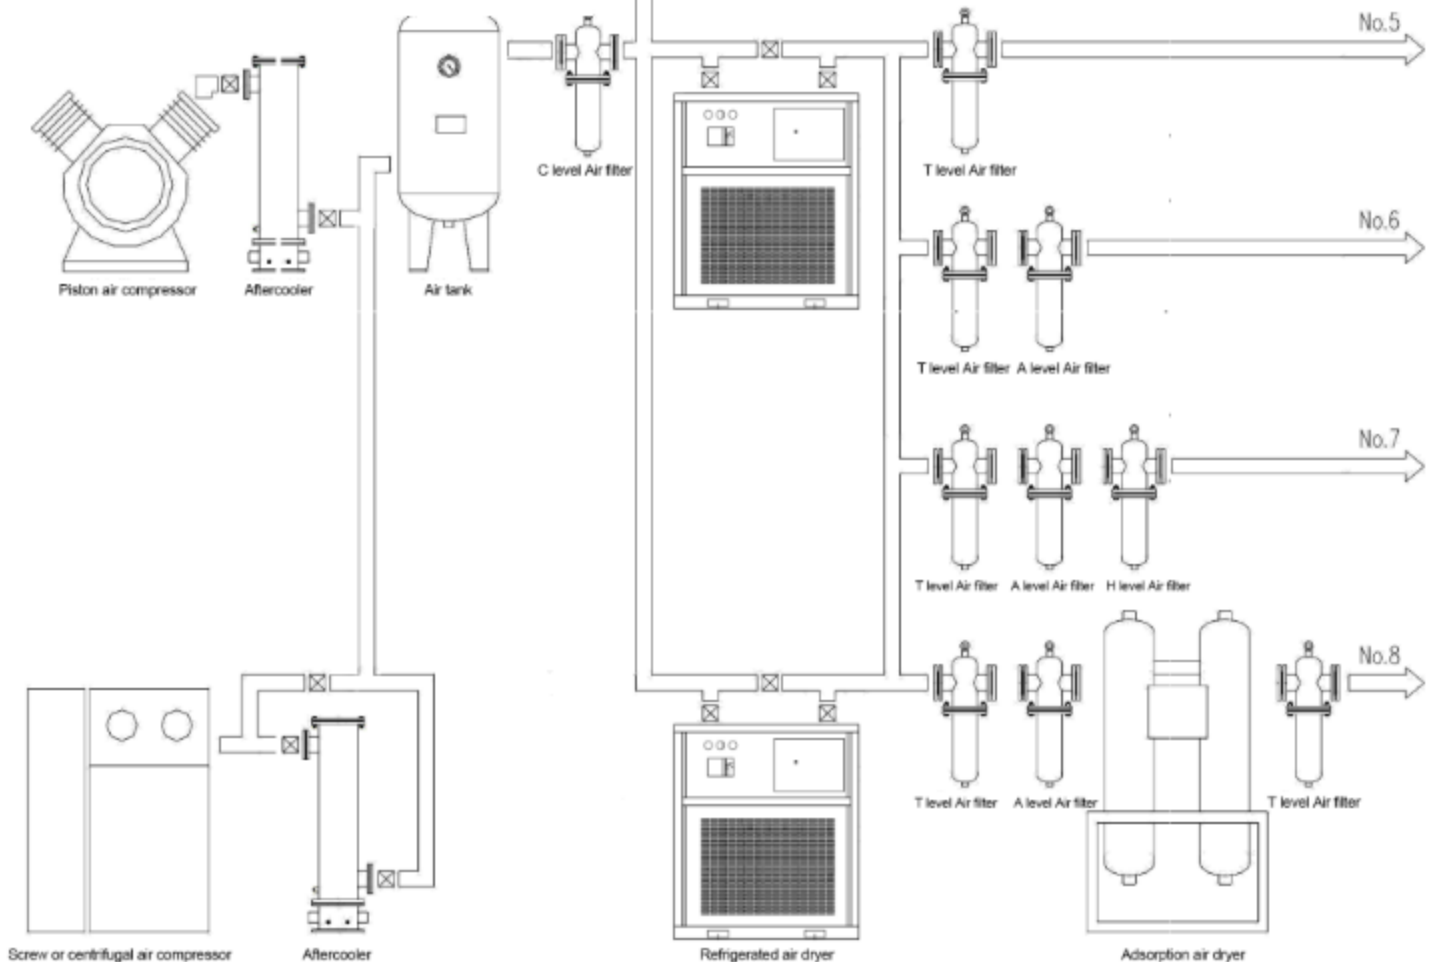 No.5
C level Air filter
T level Air filter
No.6
Piston air compressor
Aftercooler
Air tank
T level Air filter
A level Air filter
No.7
T level Air filter
A level Air filter
H level Air filter
No.8
T level Air filter
A level Air filter
T level Air filter
Screw or centrifugal air compressor
Aftercooler
Refrigerated air dryer
Adsorption air dryer